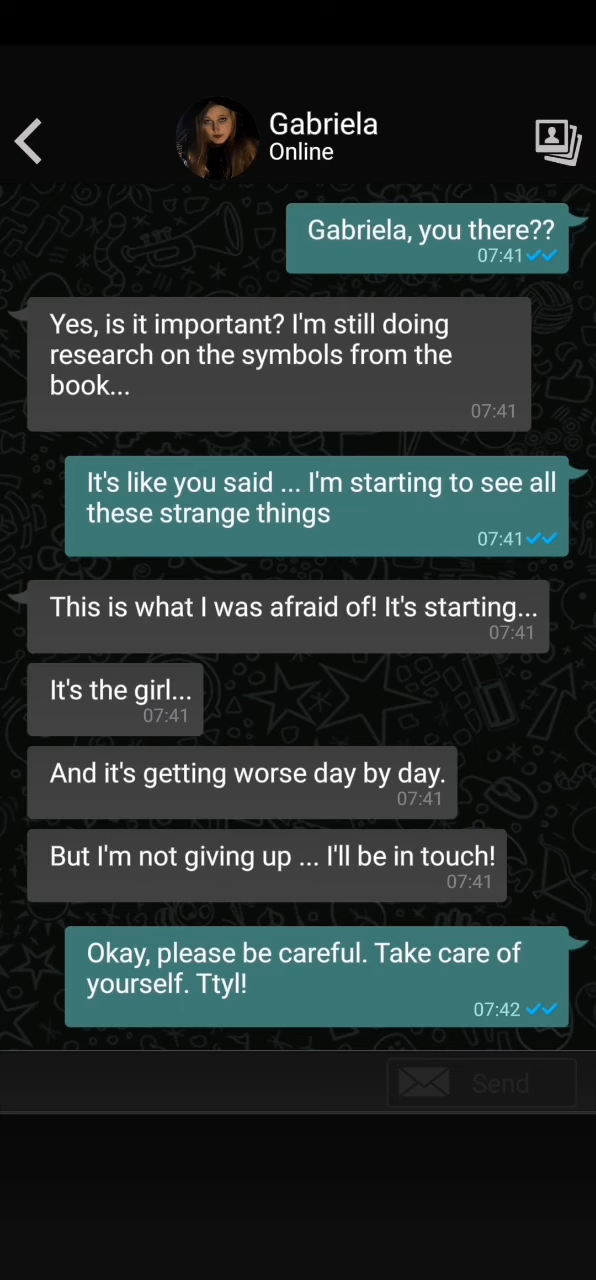 Gabriela
Online
Gabriela, you there??
07:41
Yes, is it important? I'm still doing
research on the symbols from the
book...
07:41
It's like you said ... I'm starting to see all
these strange things
07:41
This is what I was afraid of! It's starting...
07:41
It's the girl...
07:41
And it's getting worse day by day.
07:41
But I'm not giving up ... I'll be in touch!
07:41
Okay, please be careful. Take care of
yourself. Ttyl!
07:42
Send